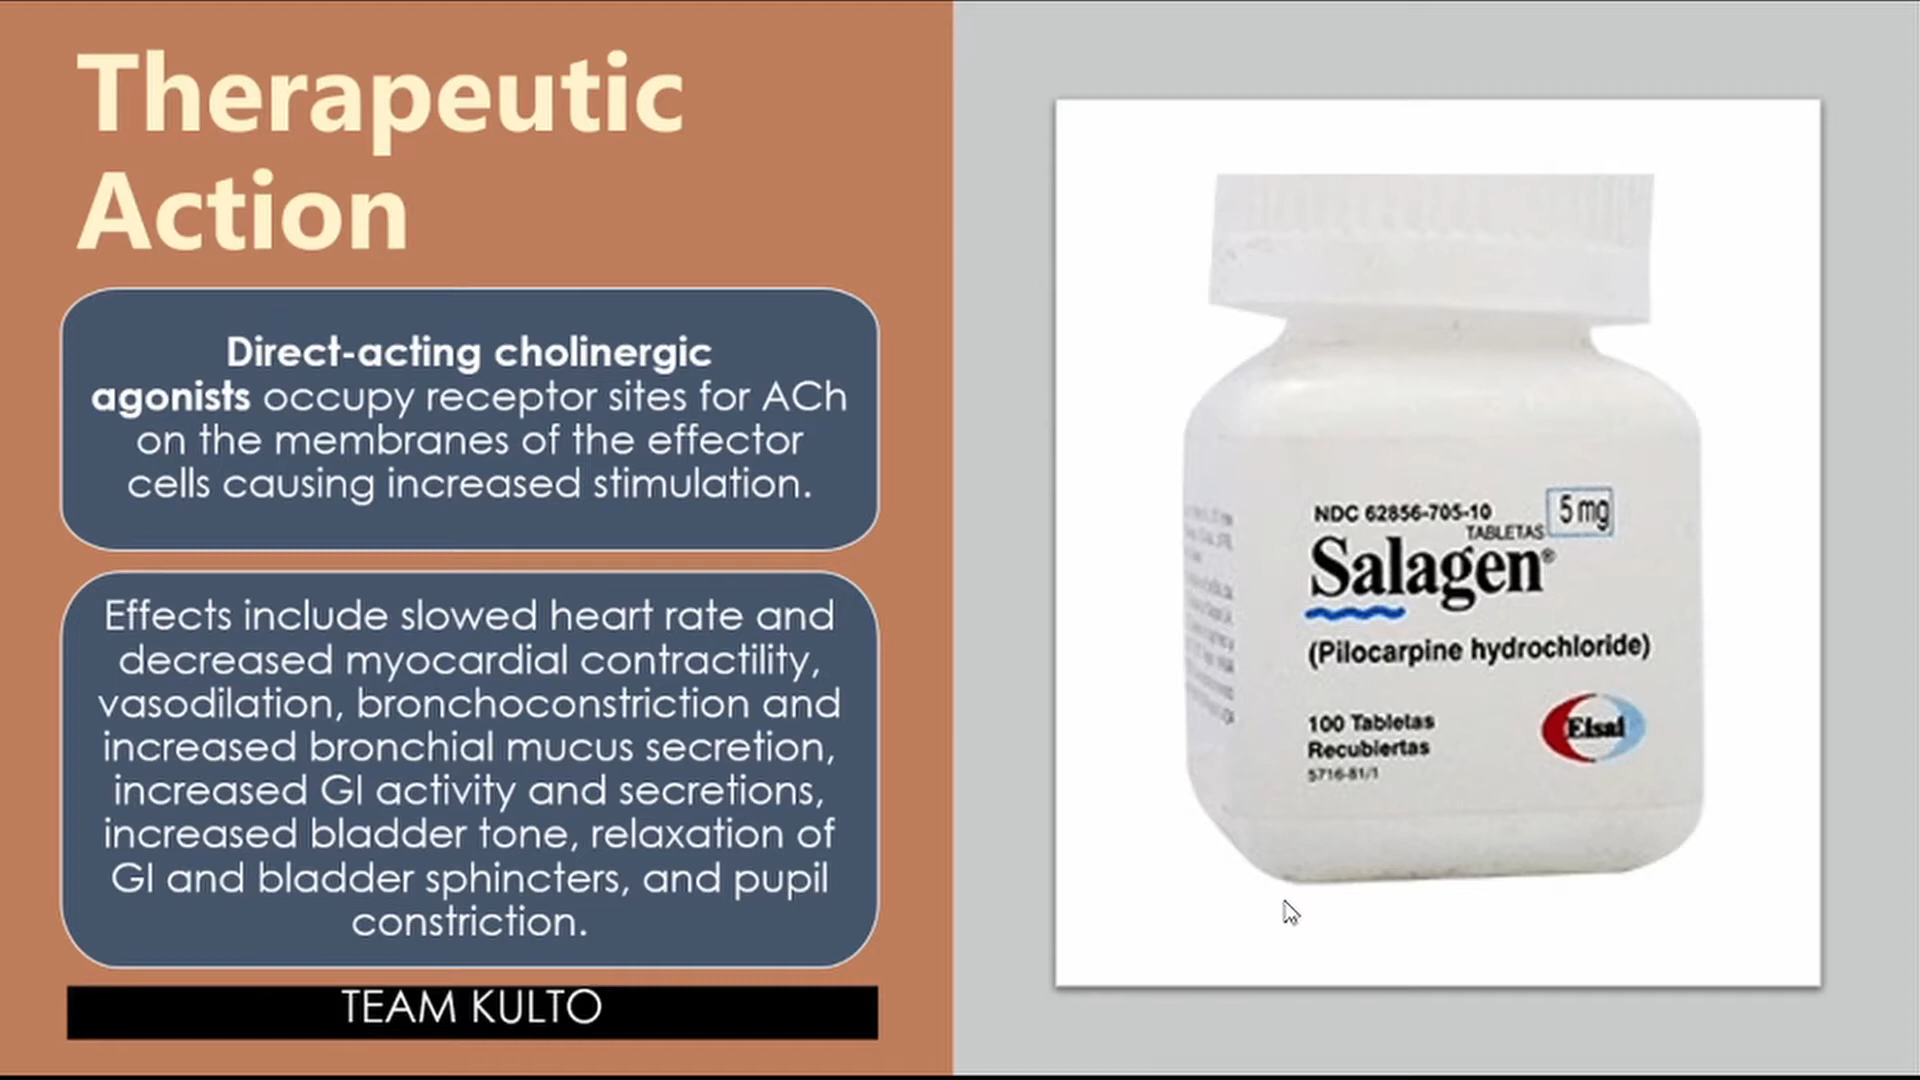 Therapeutic
Action
Direct-acting cholinergic
agonists occupy receptor sites for ACh
on the membranes of the effector
cells causing increased stimulation.
Effects include slowed heart rate and
decreased myocardial contractility,
vasodilation, bronchoconstriction and
increased bronchial mucus secretion,
increased GI activity and secretions,
increased bladder tone, relaxation of
GI and bladder sphincters, and pupil
constriction.
TEAM KULTO
NDC 62856-705-10
5 mg
TABLETAS
Salagen®
(Pilocarpine hydrochloride)
100 Tabletas
Recubiertas
5716-81/1
Eisai